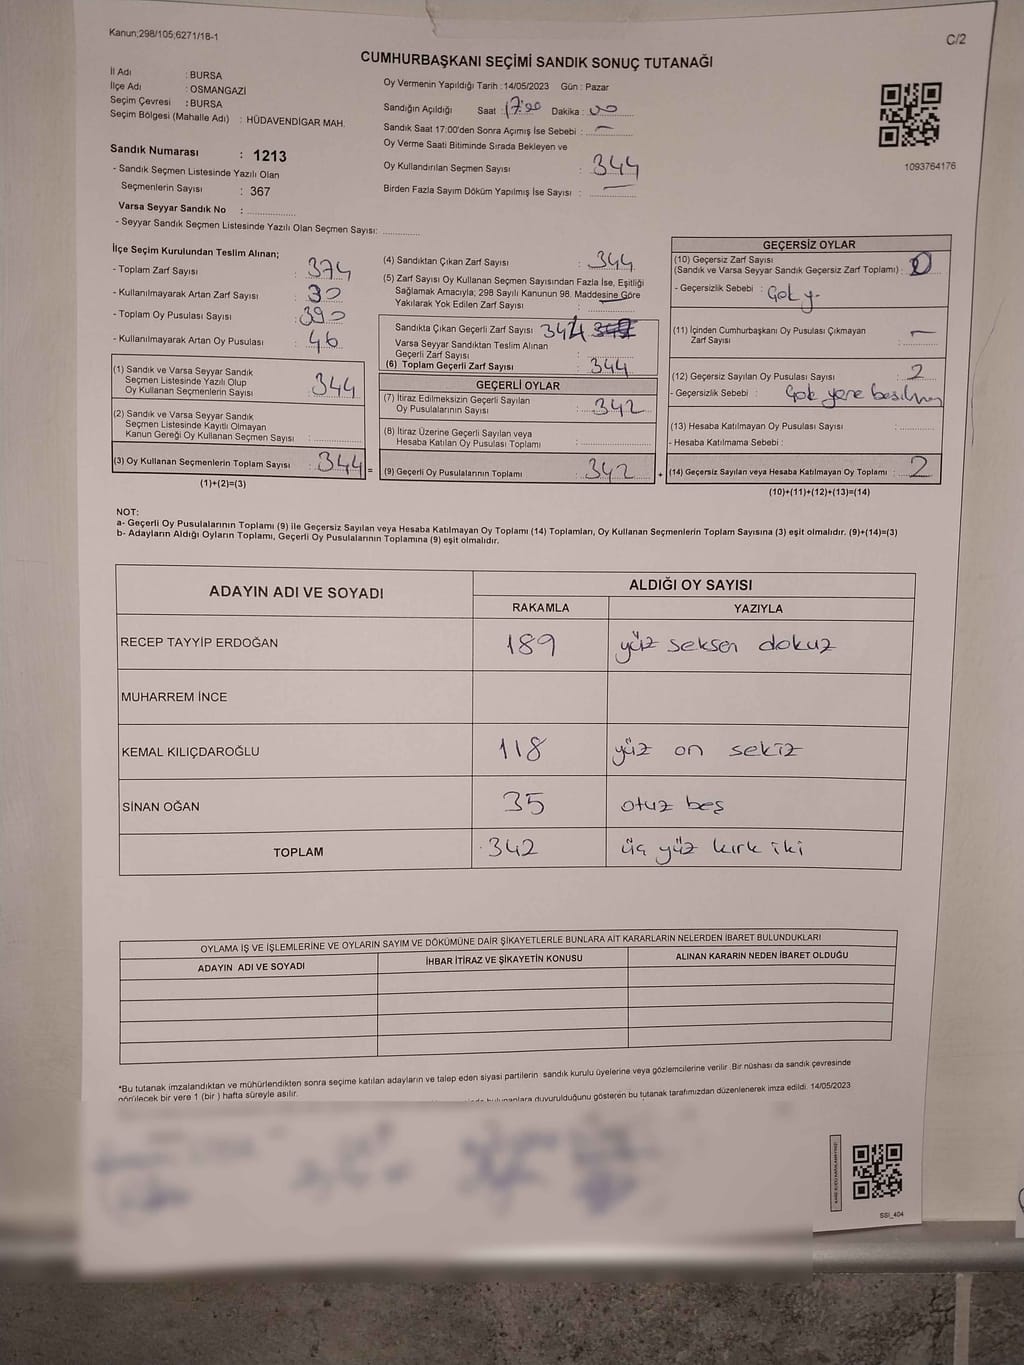 Kanun;298/105;6271/18-1
C/2
CUMHURBAŞKANI SEÇİMİ SANDIK SONUÇ TUTANAĞI
İl Adı : BURSA
İlçe Adı : OSMANGAZİ
Seçim Çevresi : BURSA
Seçim Bölgesi (Mahalle Adı) : HÜDAVENDİGAR MAH.
Sandık Numarası : 1213
- Sandık Seçmen Listesinde Yazılı Olan
Seçmenlerin Sayısı : 367
Varsa Seyyar Sandık No :
- Seyyar Sandık Seçmen Listesinde Yazılı Olan Seçmen Sayısı:
Oy Vermenin Yapıldığı Tarih : 14/05/2023 Gün : Pazar
Sandığın Açıldığı Saat : 17:00 Dakika : 00
Sandık Saat 17:00'den Sonra Açımış İse Sebebi : —
Oy Verme Saati Bitiminde Sırada Bekleyen ve
Oy Kullandırılan Seçmen Sayısı : 344
Birden Fazla Sayım Döküm Yapılmış İse Sayısı : —
1093764176
İlçe Seçim Kurulundan Teslim Alınan;
- Toplam Zarf Sayısı : 374
- Kullanılmayarak Artan Zarf Sayısı : 30
- Toplam Oy Pusulası Sayısı : 390
- Kullanılmayarak Artan Oy Pusulası : 46
(1) Sandık ve Varsa Seyyar Sandık
Seçmen Listesinde Yazılı Olup
Oy Kullanan Seçmenlerin Sayısı : 344
(2) Sandık ve Varsa Seyyar Sandık
Seçmen Listesinde Kayıtlı Olmayan
Kanun Gereği Oy Kullanan Seçmen Sayısı :
(3) Oy Kullanan Seçmenlerin Toplam Sayısı : 344 =
(1)+(2)=(3)
(4) Sandıktan Çıkan Zarf Sayısı : 344
(5) Zarf Sayısı Oy Kullanan Seçmen Sayısından Fazla İse, Eşitliği
Sağlamak Amacıyla; 298 Sayılı Kanunun 98. Maddesine Göre
Yakılarak Yok Edilen Zarf Sayısı :
Sandıkta Çıkan Geçerli Zarf Sayısı 344
Varsa Seyyar Sandıktan Teslim Alınan
Geçerli Zarf Sayısı :
(6) Toplam Geçerli Zarf Sayısı : 344
GEÇERLİ OYLAR
(7) İtiraz Edilmeksizin Geçerli Sayılan
Oy Pusulalarının Sayısı : 342
(8) İtiraz Üzerine Geçerli Sayılan veya
Hesaba Katılan Oy Pusulası Toplamı :
(9) Geçerli Oy Pusulalarının Toplamı : 342 +
GEÇERSİZ OYLAR
(10) Geçersiz Zarf Sayısı
(Sandık ve Varsa Seyyar Sandık Geçersiz Zarf Toplamı) : 0
- Geçersizlik Sebebi :
(11) İçinden Cumhurbaşkanı Oy Pusulası Çıkmayan
Zarf Sayısı : —
(12) Geçersiz Sayılan Oy Pusulası Sayısı : 2
- Geçersizlik Sebebi : Çok yere
(13) Hesaba Katılmayan Oy Pusulası Sayısı :
- Hesaba Katılmama Sebebi :
(14) Geçersiz Sayılan veya Hesaba Katılmayan Oy Toplamı : 2
(10)+(11)+(12)+(13)=(14)
NOT:
a- Geçerli Oy Pusulalarının Toplamı (9) ile Geçersiz Sayılan veya Hesaba Katılmayan Oy Toplamı (14) Toplamları, Oy Kullanan Seçmenlerin Toplam Sayısına (3) eşit olmalıdır. (9)+(14)=(3)
b- Adayların Aldığı Oyların Toplamı, Geçerli Oy Pusulalarının Toplamına (9) eşit olmalıdır.
ADAYIN ADI VE SOYADI
ALDIĞI OY SAYISI
RAKAMLA YAZIYLA
RECEP TAYYİP ERDOĞAN 189 yüz seksen dokuz
MUHARREM İNCE
KEMAL KILIÇDAROĞLU 118 yüz on sekiz
SİNAN OĞAN 35 otuz beş
TOPLAM 342 üç yüz kırk iki
OYLAMA İŞ VE İŞLEMLERİNE VE OYLARIN SAYIM VE DÖKÜMÜNE DAİR ŞİKAYETLERLE BUNLARA AİT KARARLARIN NELERDEN İBARET BULUNDUKLARI
ADAYIN ADI VE SOYADI İHBAR İTİRAZ VE ŞİKAYETİN KONUSU ALINAN KARARIN NEDEN İBARET OLDUĞU
*Bu tutanak imzalandıktan ve mühürlendikten sonra seçime katılan adayların ve talep eden siyasi partilerin sandık kurulu üyelerine veya gözlemcilerine verilir .Bir nüshası da sandık çevresinde
görülecek bir yere 1 (bir ) hafta süreyle asılır.
duyurulduğunu gösteren bu tutanak tarafımızdan düzenlenerek imza edildi. 14/05/2023
SSI_404